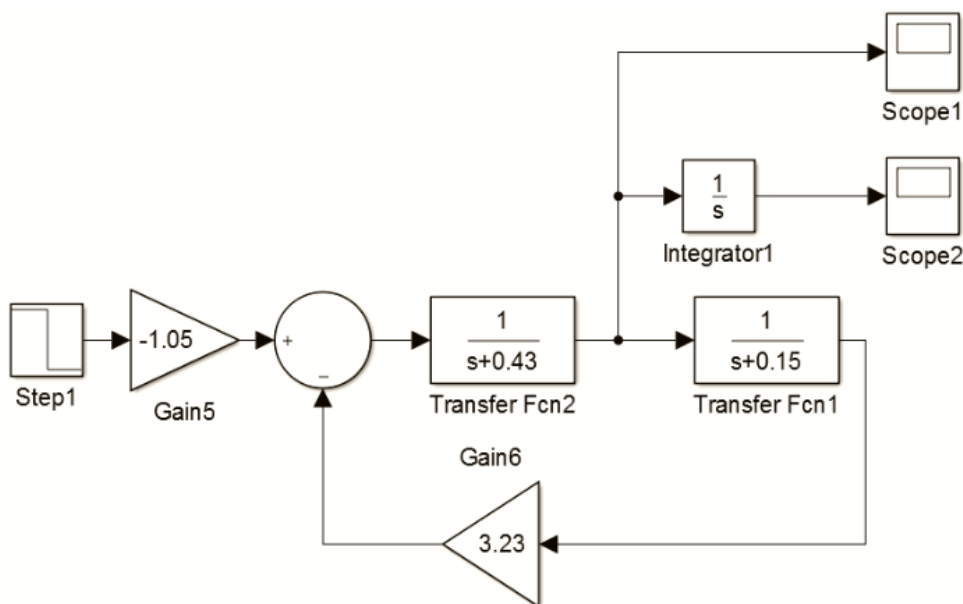 Scope1
1
s
Integrator1
Scope2
Step1
-1.05
Gain5
+
−
1
s+0.43
Transfer Fcn2
1
s+0.15
Transfer Fcn1
Gain6
3.23